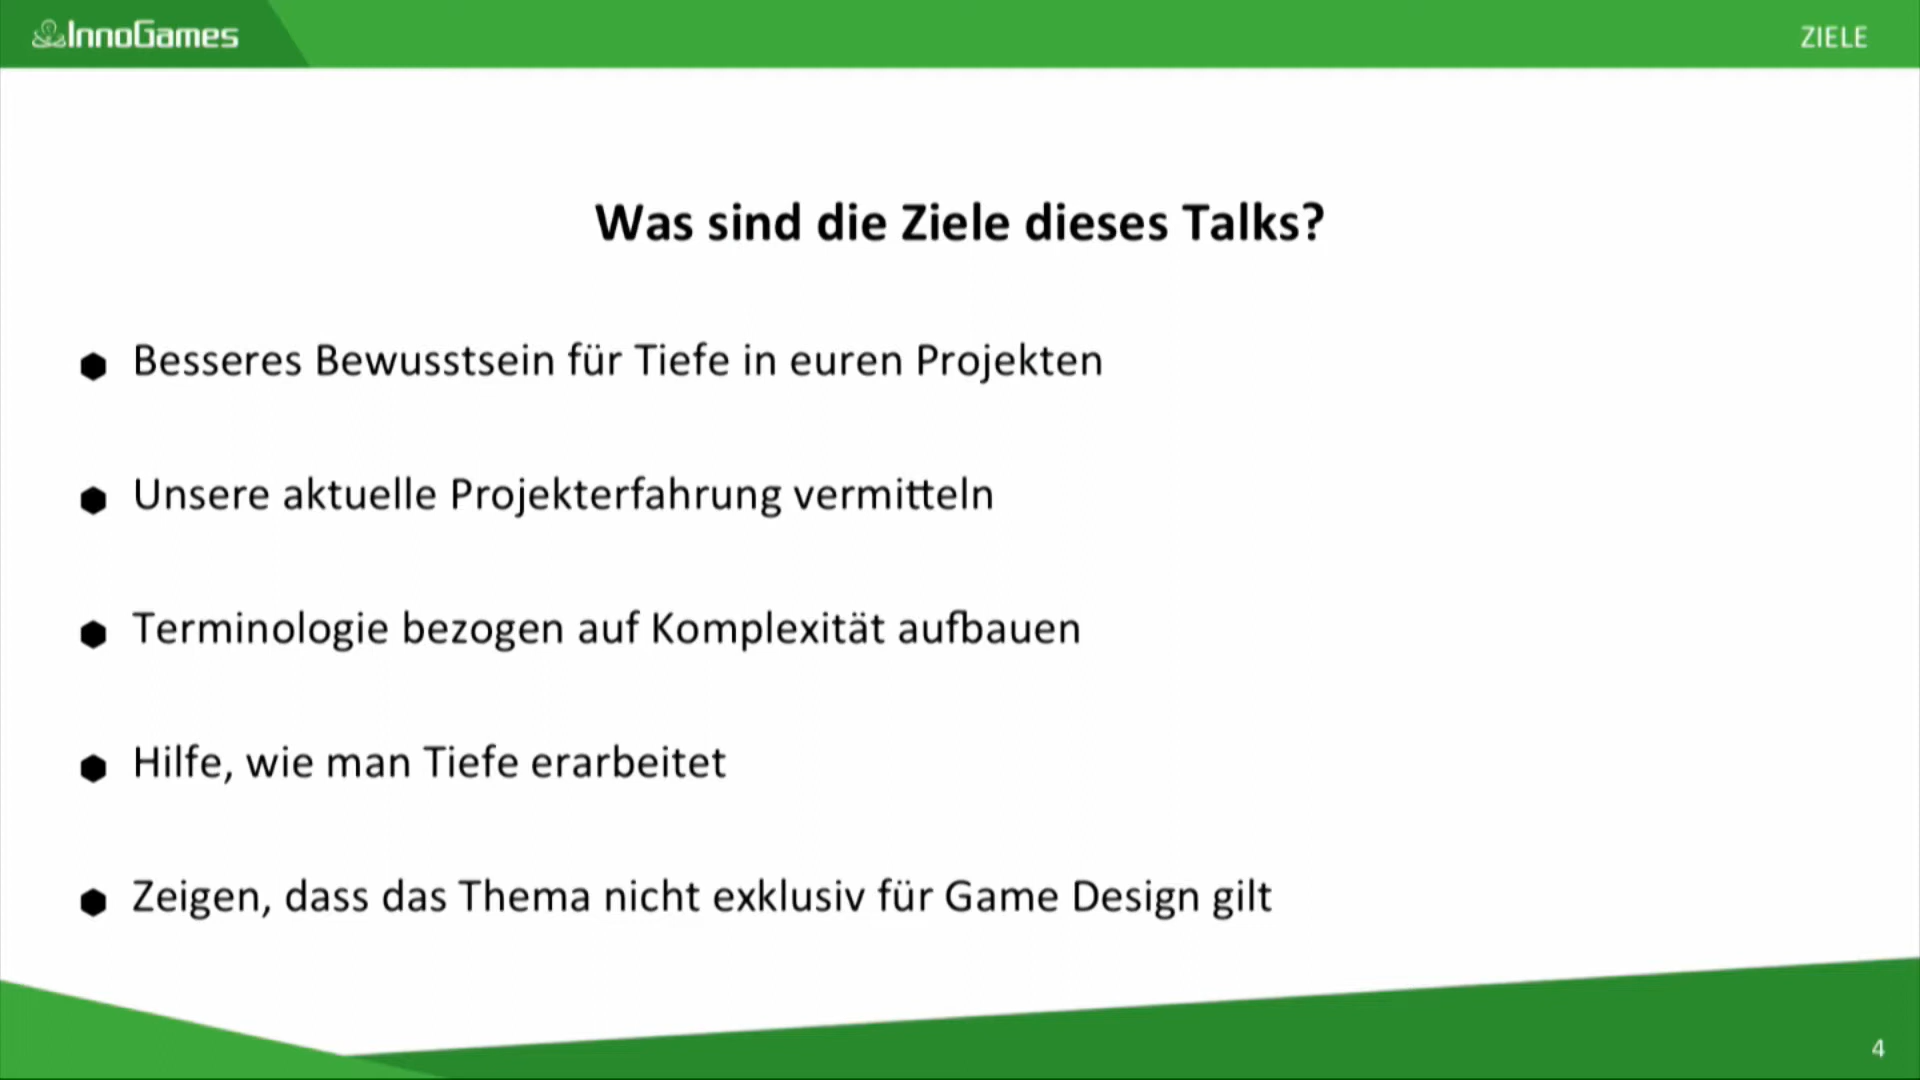 InnoGames
ZIELE
Was sind die Ziele dieses Talks?
Besseres Bewusstsein für Tiefe in euren Projekten
Unsere aktuelle Projekterfahrung vermitteln
Terminologie bezogen auf Komplexität aufbauen
Hilfe, wie man Tiefe erarbeitet
Zeigen, dass das Thema nicht exklusiv für Game Design gilt
4